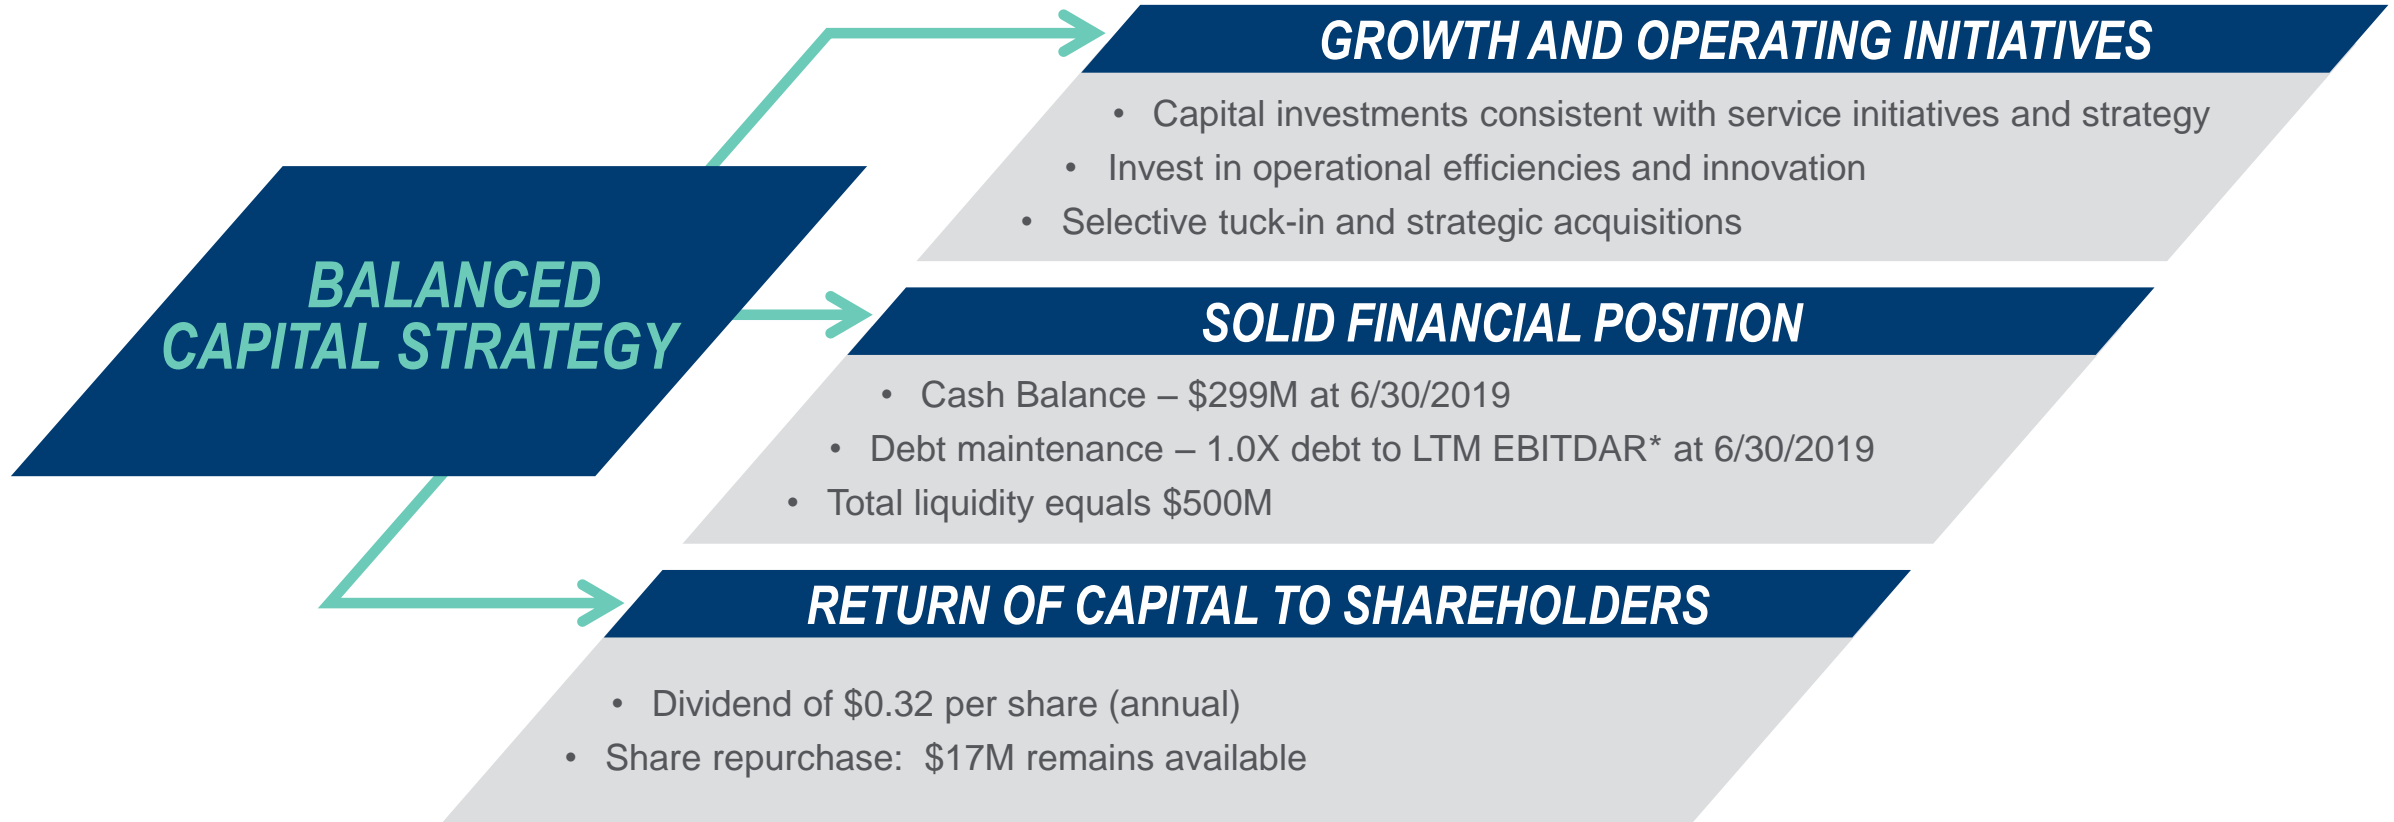 BALANCED
CAPITAL STRATEGY
GROWTH AND OPERATING INITIATIVES
• Capital investments consistent with service initiatives and strategy
• Invest in operational efficiencies and innovation
• Selective tuck-in and strategic acquisitions
SOLID FINANCIAL POSITION
• Cash Balance – $299M at 6/30/2019
• Debt maintenance – 1.0X debt to LTM EBITDAR* at 6/30/2019
• Total liquidity equals $500M
RETURN OF CAPITAL TO SHAREHOLDERS
• Dividend of $0.32 per share (annual)
• Share repurchase:  $17M remains available